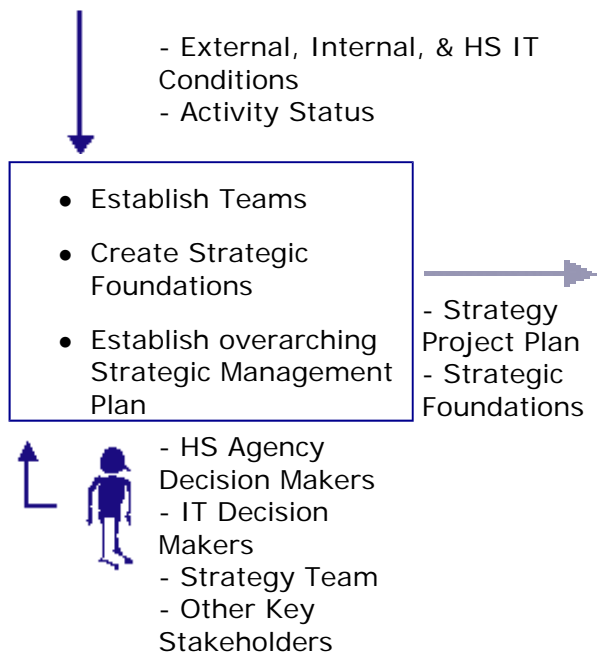 - External, Internal, & HS IT
Conditions
- Activity Status
● Establish Teams
● Create Strategic
Foundations
● Establish overarching
Strategic Management
Plan
- Strategy
Project Plan
- Strategic
Foundations
- HS Agency
Decision Makers
- IT Decision
Makers
- Strategy Team
- Other Key
Stakeholders